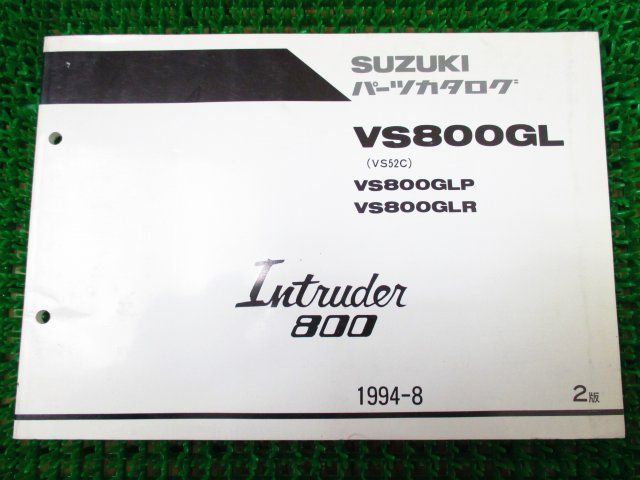 SUZUKI
パーツカタログ
VS800GL
(VS52C)
VS800GLP
VS800GLR
Intruder
800
1994-8
2版